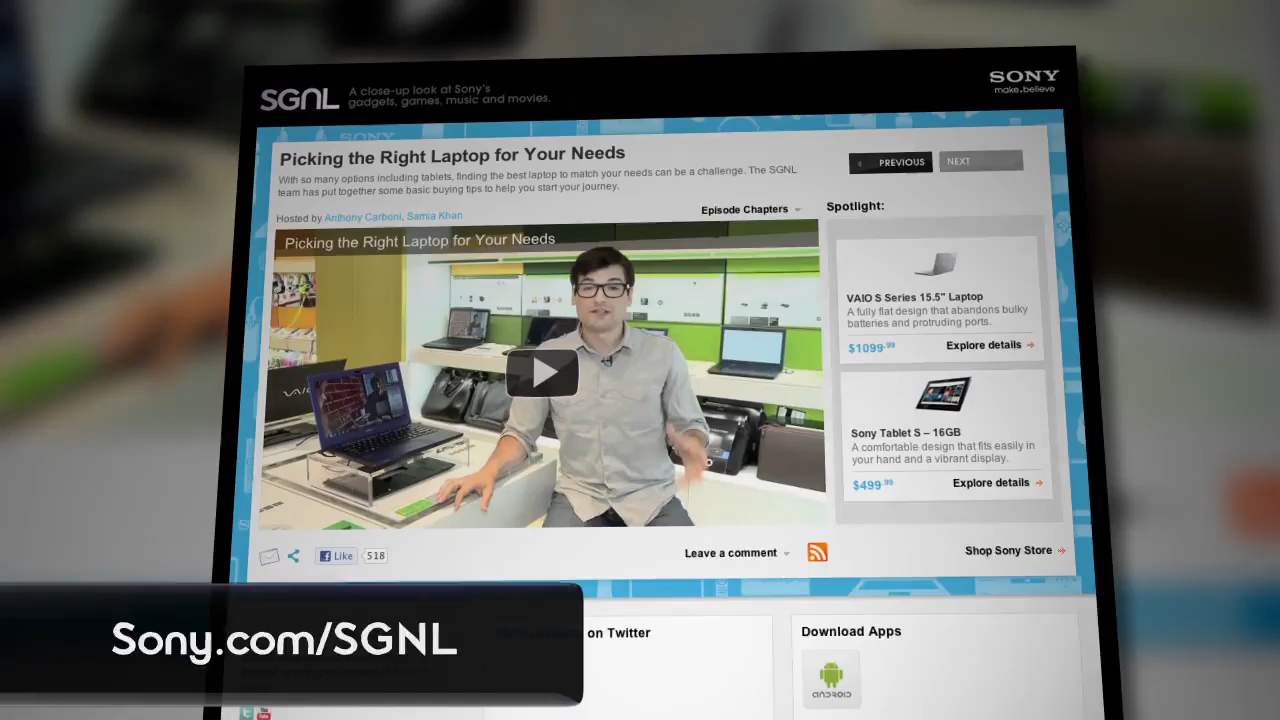 SGNL
A close-up look at Sony's
gadgets, games, music and movies.
SONY
make.believe
SONY
Picking the Right Laptop for Your Needs
With so many options including tablets, finding the best laptop to match your needs can be a challenge. The SGNL
team has put together some basic buying tips to help you start your journey.
PREVIOUS
NEXT
Hosted by Anthony Carboni, Samia Khan
Episode Chapters
Spotlight:
Picking the Right Laptop for Your Needs
VAIO S Series 15.5" Laptop
A fully flat design that abandons bulky
batteries and protruding ports.
$1099.99
Explore details
Sony Tablet S – 16GB
A comfortable design that fits easily in
your hand and a vibrant display.
$499.99
Explore details
Like
518
Leave a comment
Shop Sony Store
Sony.com/SGNL
on Twitter
Download Apps
ANDROID
You
Tube